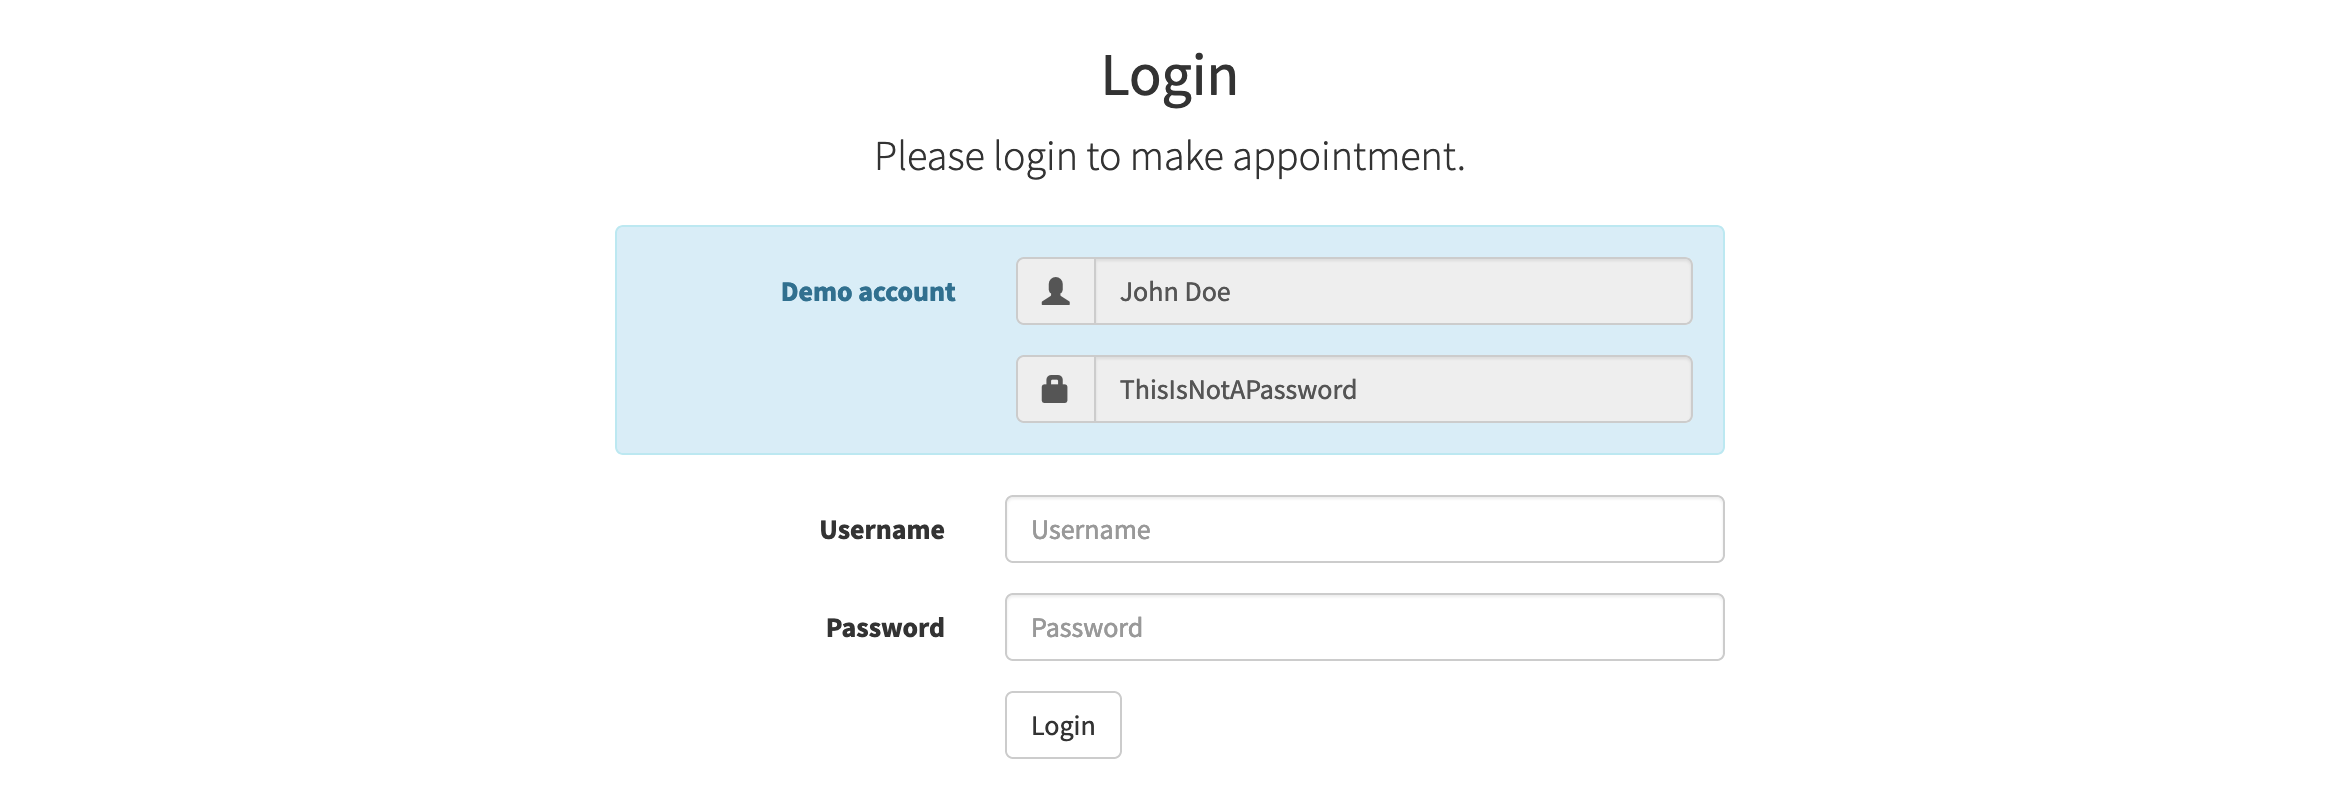 Login
Please login to make appointment.
Demo account
John Doe
ThisIsNotAPassword
Username
Username
Password
Password
Login